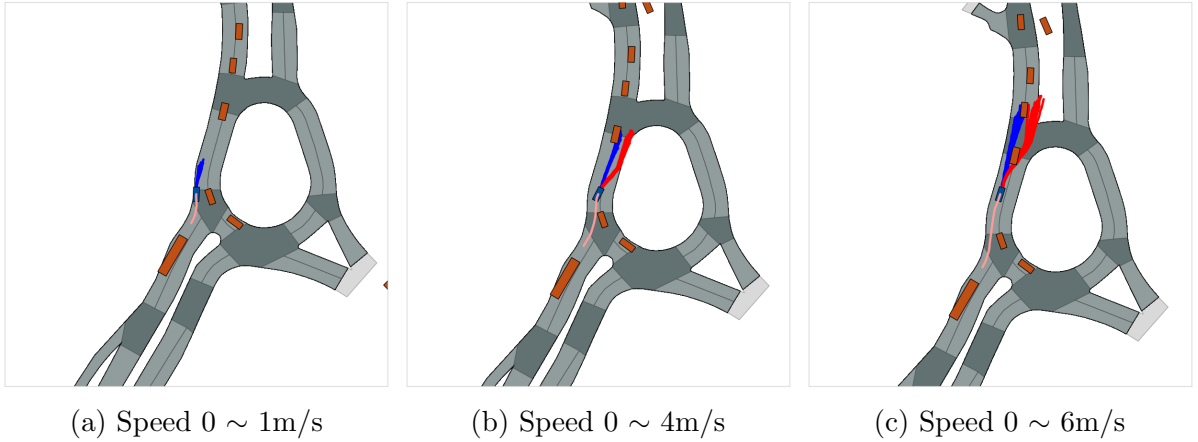 (a) Speed 0 ∼ 1m/s
(b) Speed 0 ∼ 4m/s
(c) Speed 0 ∼ 6m/s